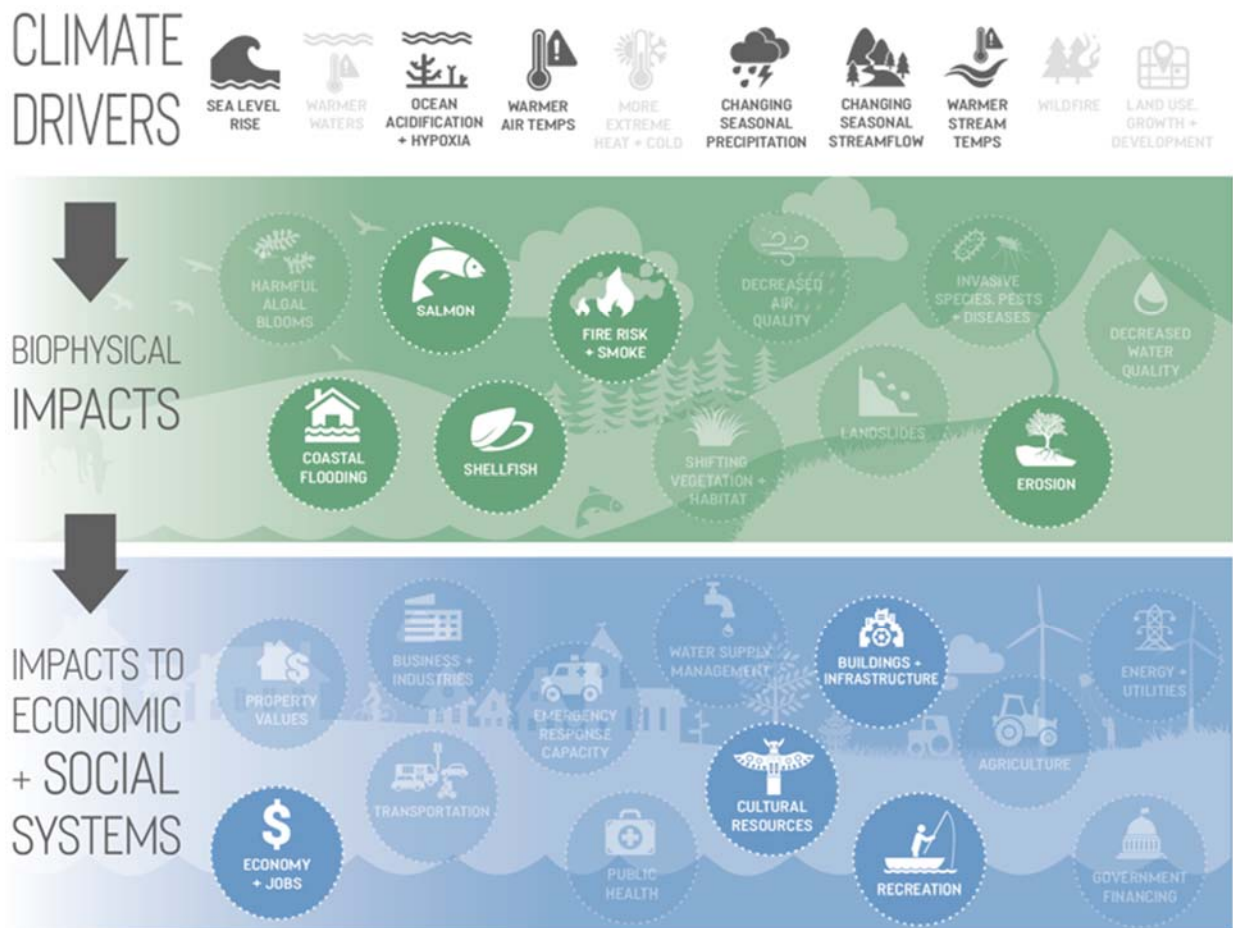 CLIMATE
DRIVERS
SEA LEVEL
RISE
WARMER
WATERS
OCEAN
ACIDIFICATION
+ HYPOXIA
WARMER
AIR TEMPS
MORE
EXTREME
HEAT + COLD
CHANGING
SEASONAL
PRECIPITATION
CHANGING
SEASONAL
STREAMFLOW
WARMER
STREAM
TEMPS
WILDFIRE
LAND USE,
GROWTH +
DEVELOPMENT
BIOPHYSICAL
IMPACTS
HARMFUL
ALGAL
BLOOMS
SALMON
FIRE RISK
+ SMOKE
DECREASED
AIR
QUALITY
INVASIVE
SPECIES, PESTS
+ DISEASES
DECREASED
WATER
QUALITY
COASTAL
FLOODING
SHELLFISH
SHIFTING
VEGETATION +
HABITAT
LANDSLIDES
EROSION
IMPACTS TO
ECONOMIC
+ SOCIAL
SYSTEMS
PROPERTY
VALUES
BUSINESS +
INDUSTRIES
EMERGENCY
RESPONSE
CAPACITY
WATER SUPPLY
MANAGEMENT
BUILDINGS +
INFRASTRUCTURE
AGRICULTURE
ENERGY +
UTILITIES
$
ECONOMY
+ JOBS
TRANSPORTATION
PUBLIC
HEALTH
CULTURAL
RESOURCES
RECREATION
GOVERNMENT
FINANCING